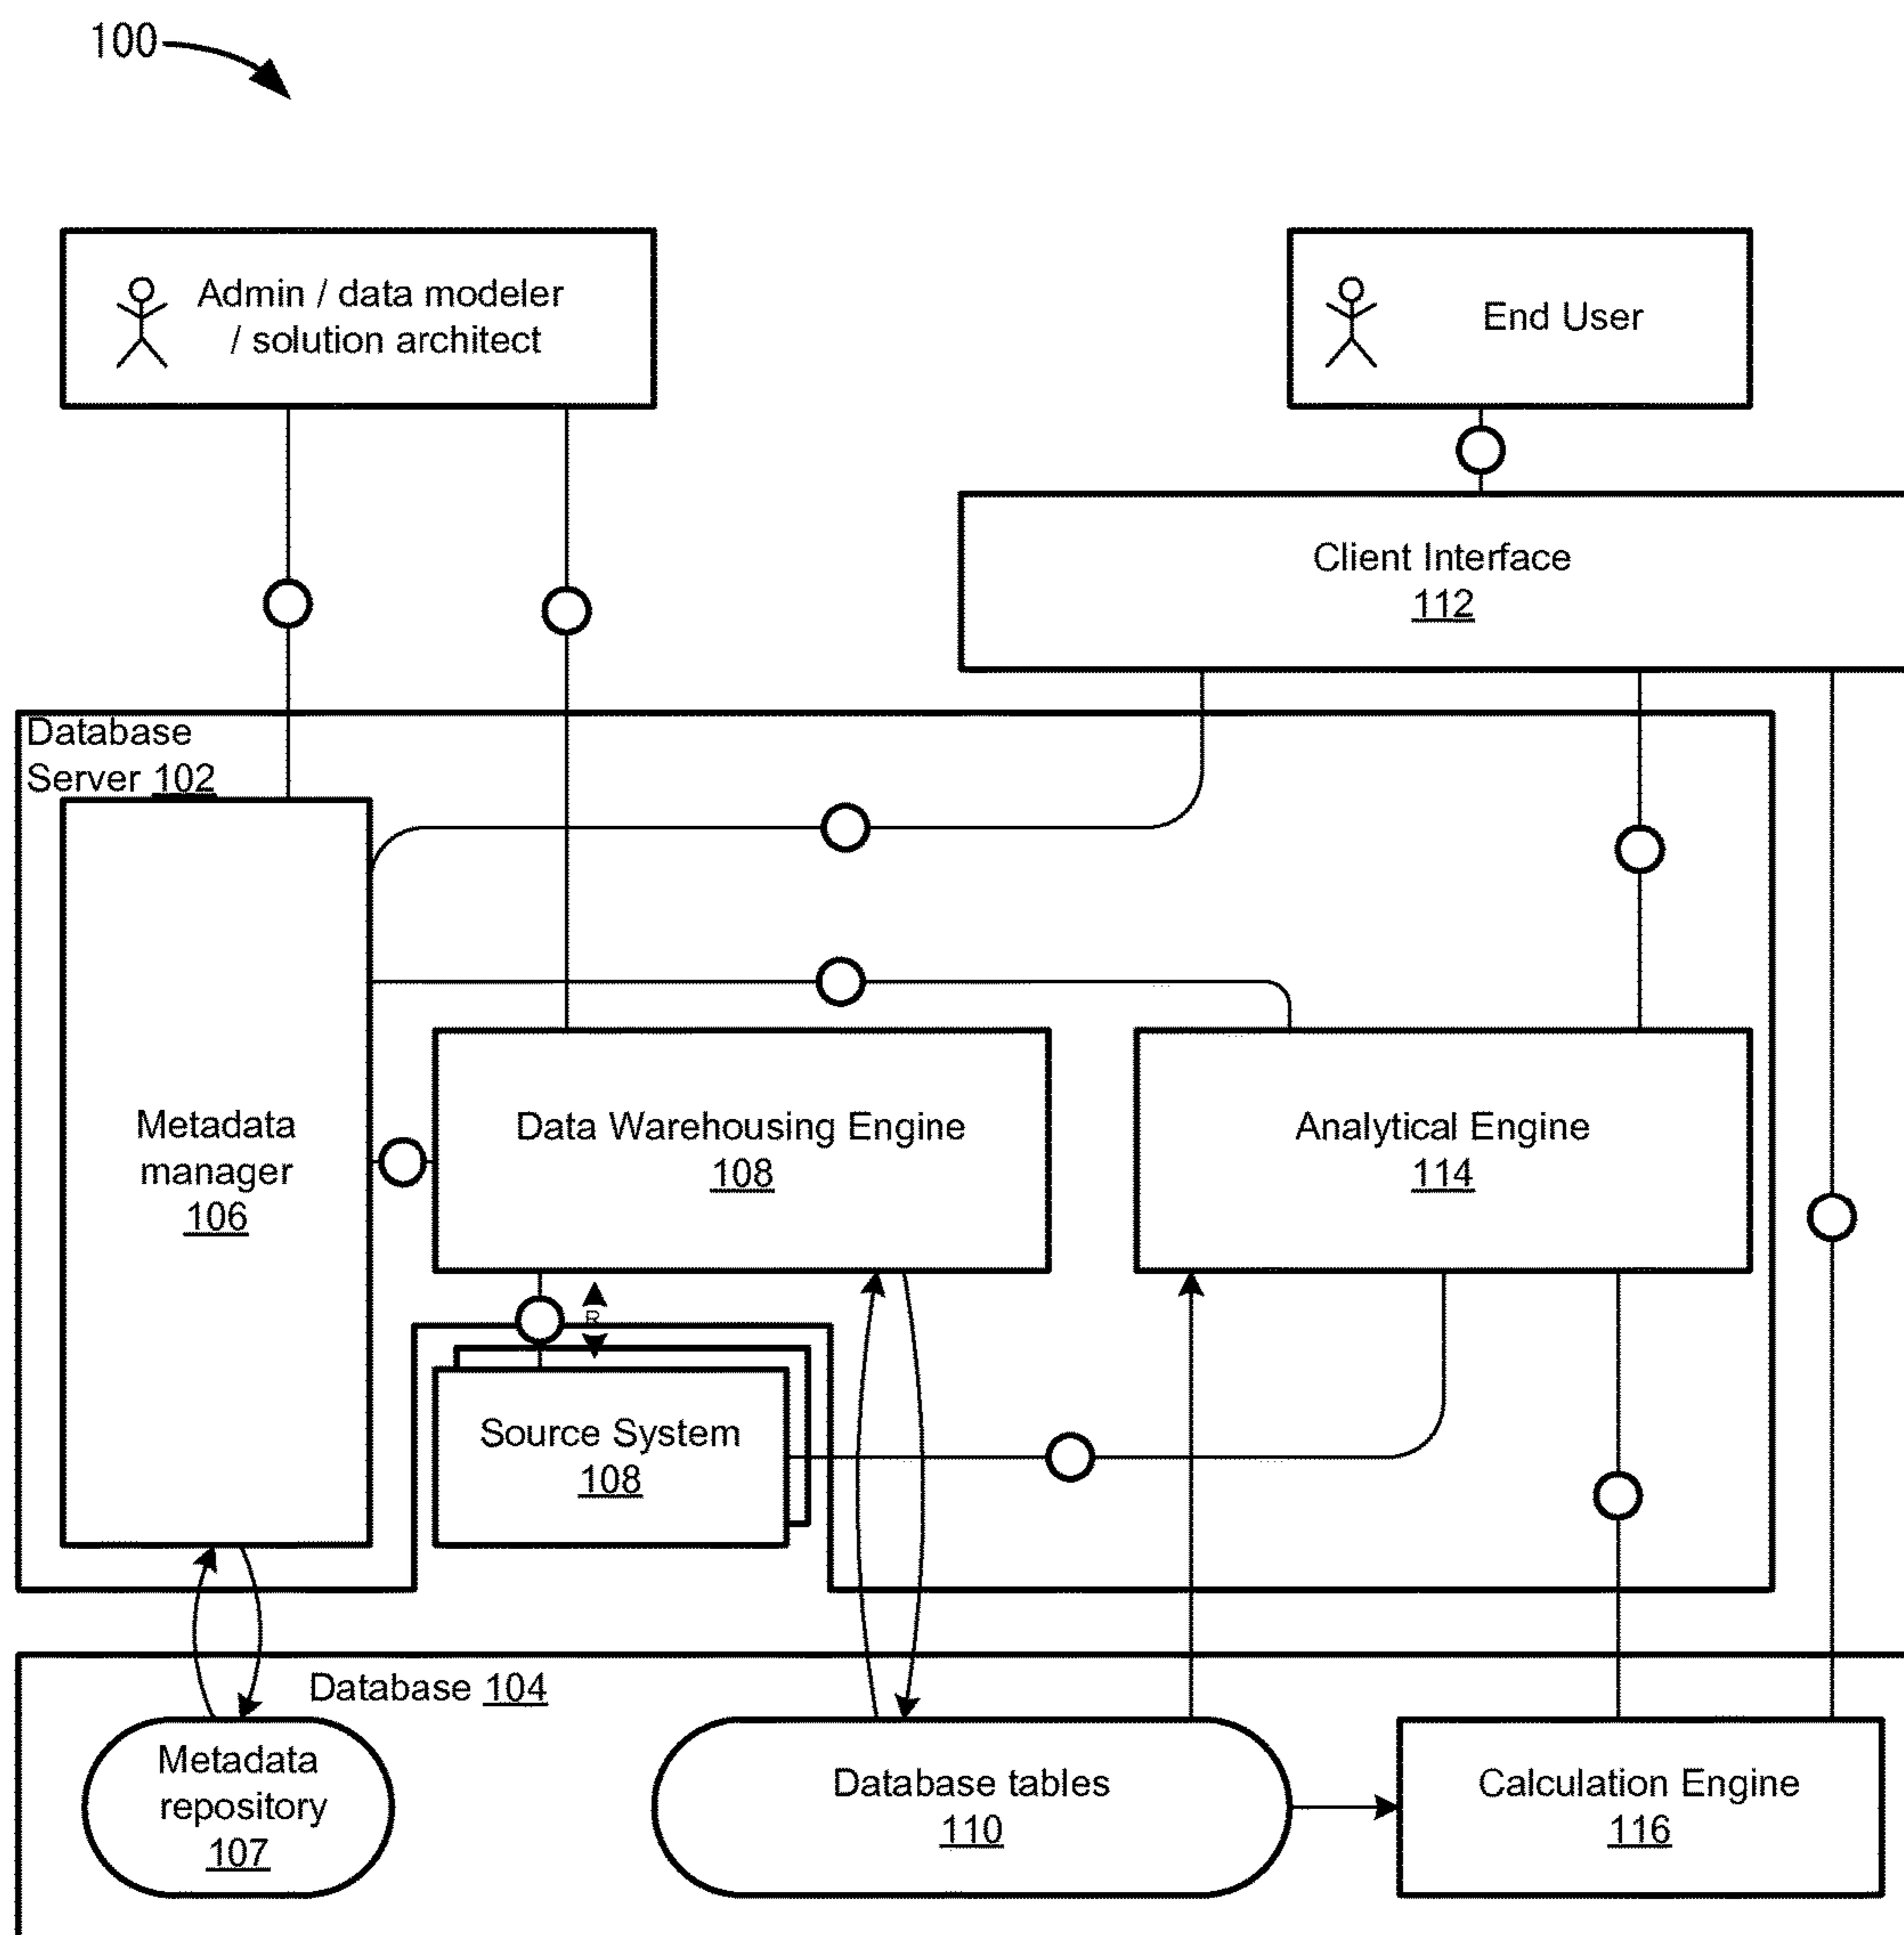 100
Admin / data modeler
/ solution architect
End User
Client Interface
112
Database
Server 102
Metadata
manager
106
Data Warehousing Engine
108
Analytical Engine
114
R
Source System
108
Database 104
Metadata
repository
107
Database tables
110
Calculation Engine
116